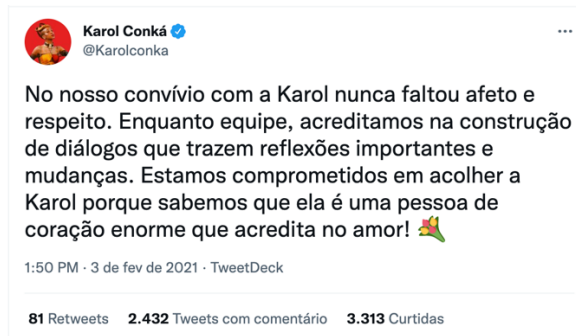 Karol Conká
@Karolconka
No nosso convívio com a Karol nunca faltou afeto e
respeito. Enquanto equipe, acreditamos na construção
de diálogos que trazem reflexões importantes e
mudanças. Estamos comprometidos em acolher a
Karol porque sabemos que ela é uma pessoa de
coração enorme que acredita no amor! 💐
1:50 PM · 3 de fev de 2021 · TweetDeck
81 Retweets 2.432 Tweets com comentário 3.313 Curtidas